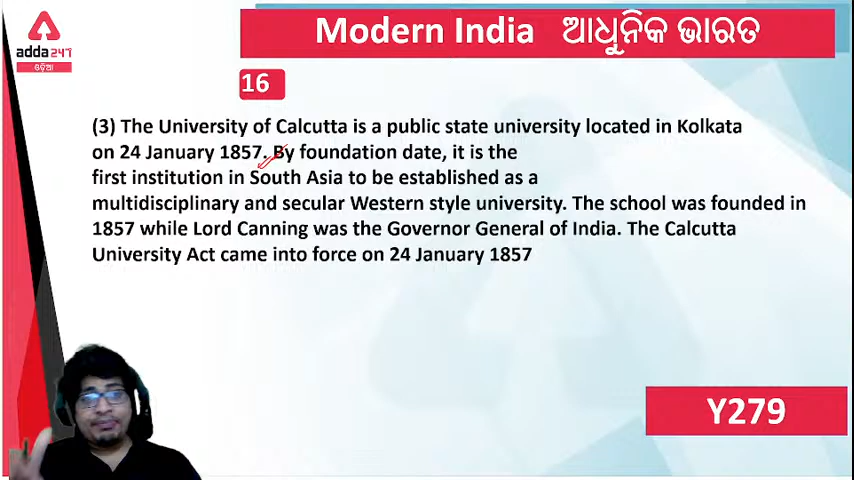 Modern India ଆଧୁନିକ ଭାରତ
adda247
ଓଡ଼ିଆ
16
(3) The University of Calcutta is a public state university located in Kolkata
on 24 January 1857. By foundation date, it is the
first institution in South Asia to be established as a
multidisciplinary and secular Western style university. The school was founded in
1857 while Lord Canning was the Governor General of India. The Calcutta
University Act came into force on 24 January 1857
Y279